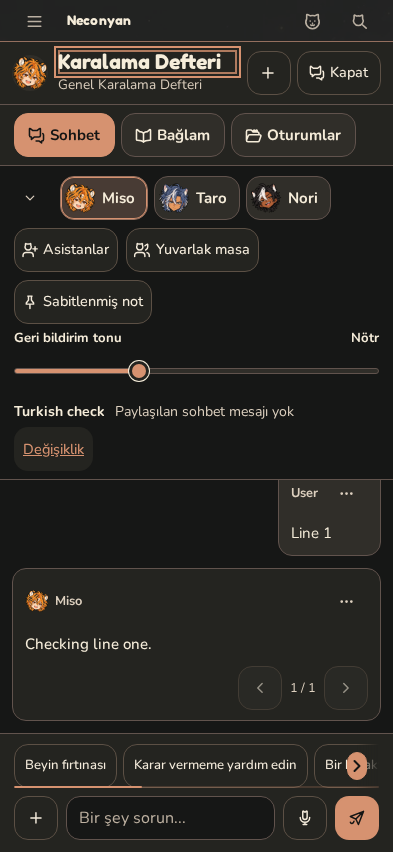 Neconyan
Karalama Defteri
Genel Karalama Defteri
Kapat
Sohbet
Bağlam
Oturumlar
Miso
Taro
Nori
Asistanlar
Yuvarlak masa
Sabitlenmiş not
Geri bildirim tonu
Nötr
Turkish check Paylaşılan sohbet mesajı yok
Değişiklik
User
Line 1
Miso
Checking line one.
1 / 1
Beyin fırtınası
Karar vermeme yardım edin
Bir
Bir şey sorun...